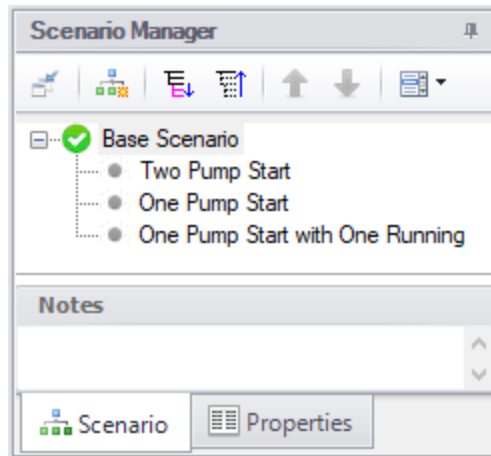 Scenario Manager
Base Scenario
Two Pump Start
One Pump Start
One Pump Start with One Running
Notes
Scenario
Properties